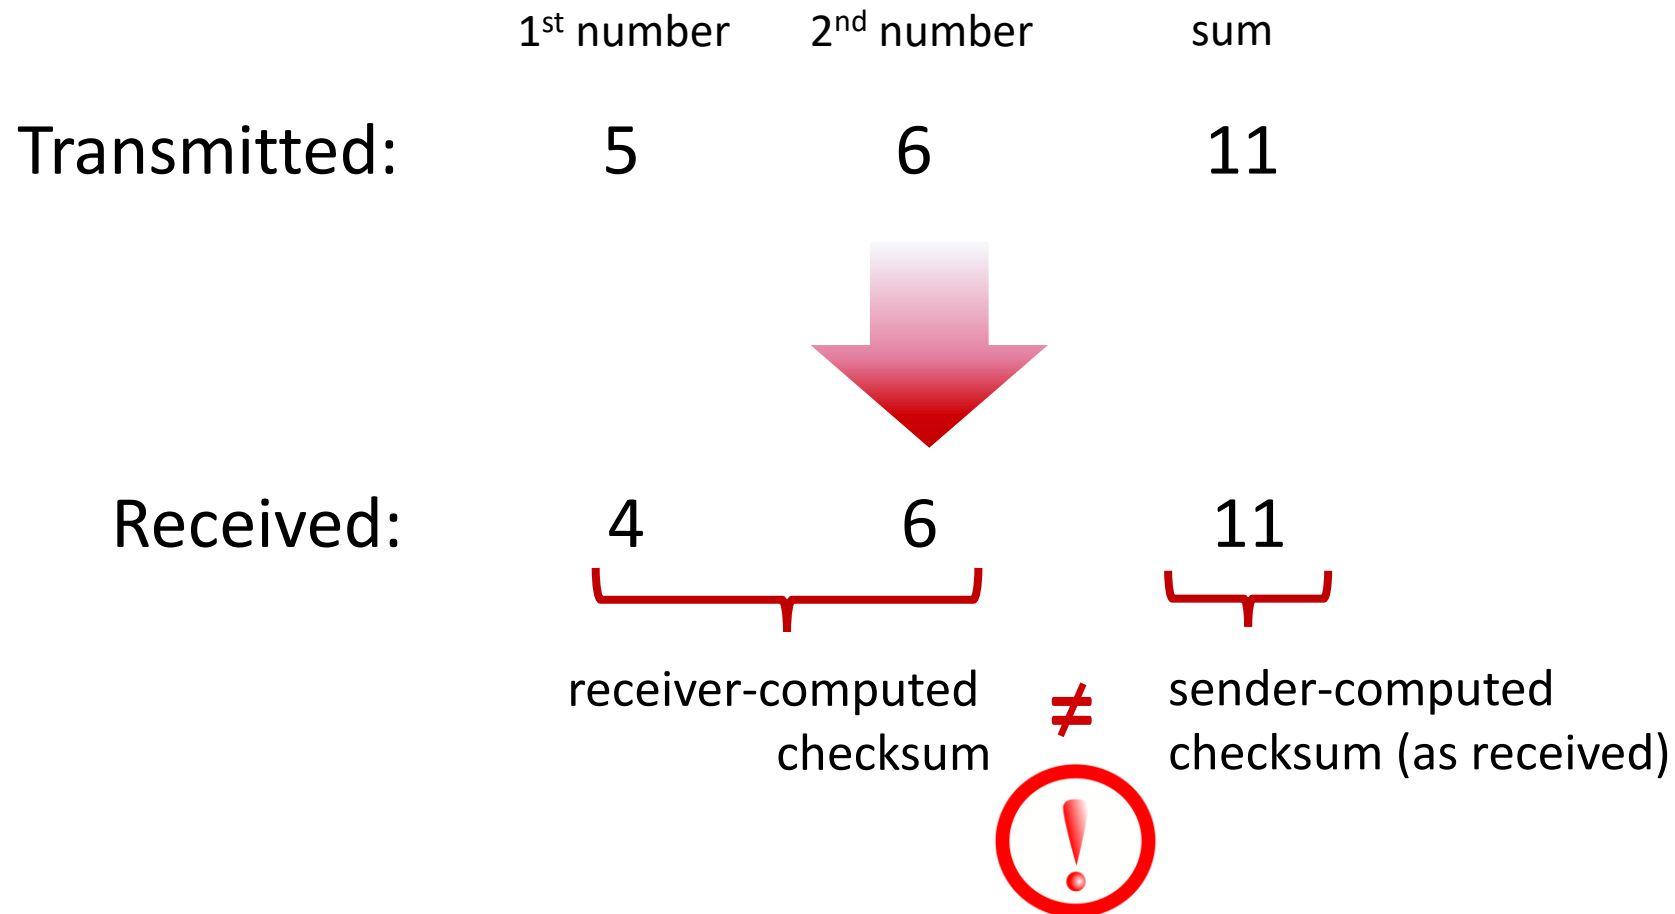 1st number 2nd number sum
Transmitted: 5 6 11
Received: 4 6 11
receiver-computed ≠ sender-computed
checksum checksum (as received)
!